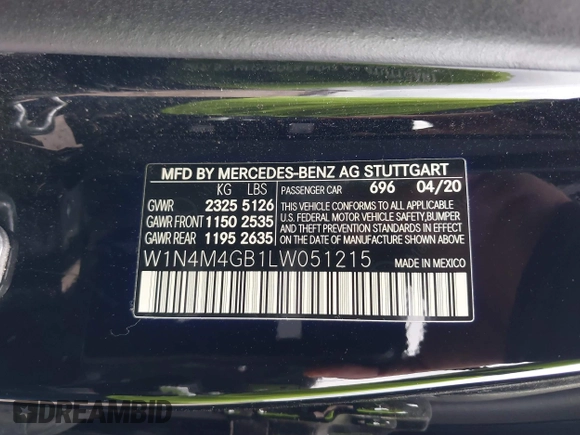 MFD BY MERCEDES-BENZ AG STUTTGART
KG LBS PASSENGER CAR 696 04/20
GVWR 2325 5126
GAWR FRONT 1150 2535
GAWR REAR 1195 2635
THIS VEHICLE CONFORMS TO ALL APPLICABLE
U.S. FEDERAL MOTOR VEHICLE SAFETY, BUMPER
AND THEFT PREVENTION STANDARDS IN EFFECT
ON THE DATE OF MANUFACTURE SHOWN ABOVE.
W1N4M4GB1LW051215 MADE IN MEXICO
DREAMBID